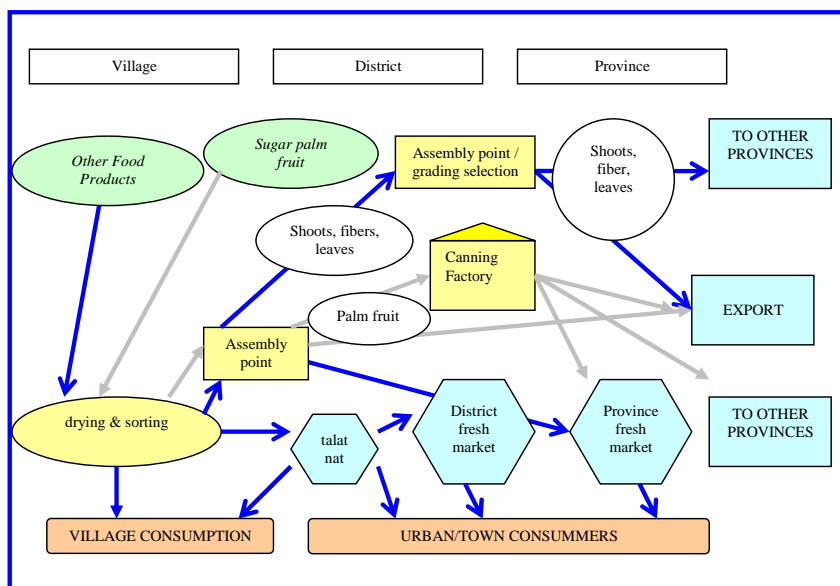 Village
District
Province
Other Food
Products
Sugar palm
fruit
Assembly point /
grading selection
Shoots,
fiber,
leaves
TO OTHER
PROVINCES
Shoots, fibers,
leaves
Canning
Factory
Palm fruit
EXPORT
Assembly
point
drying & sorting
talat
nat
District
fresh
market
Province
fresh
market
TO OTHER
PROVINCES
VILLAGE CONSUMPTION
URBAN/TOWN CONSUMMERS